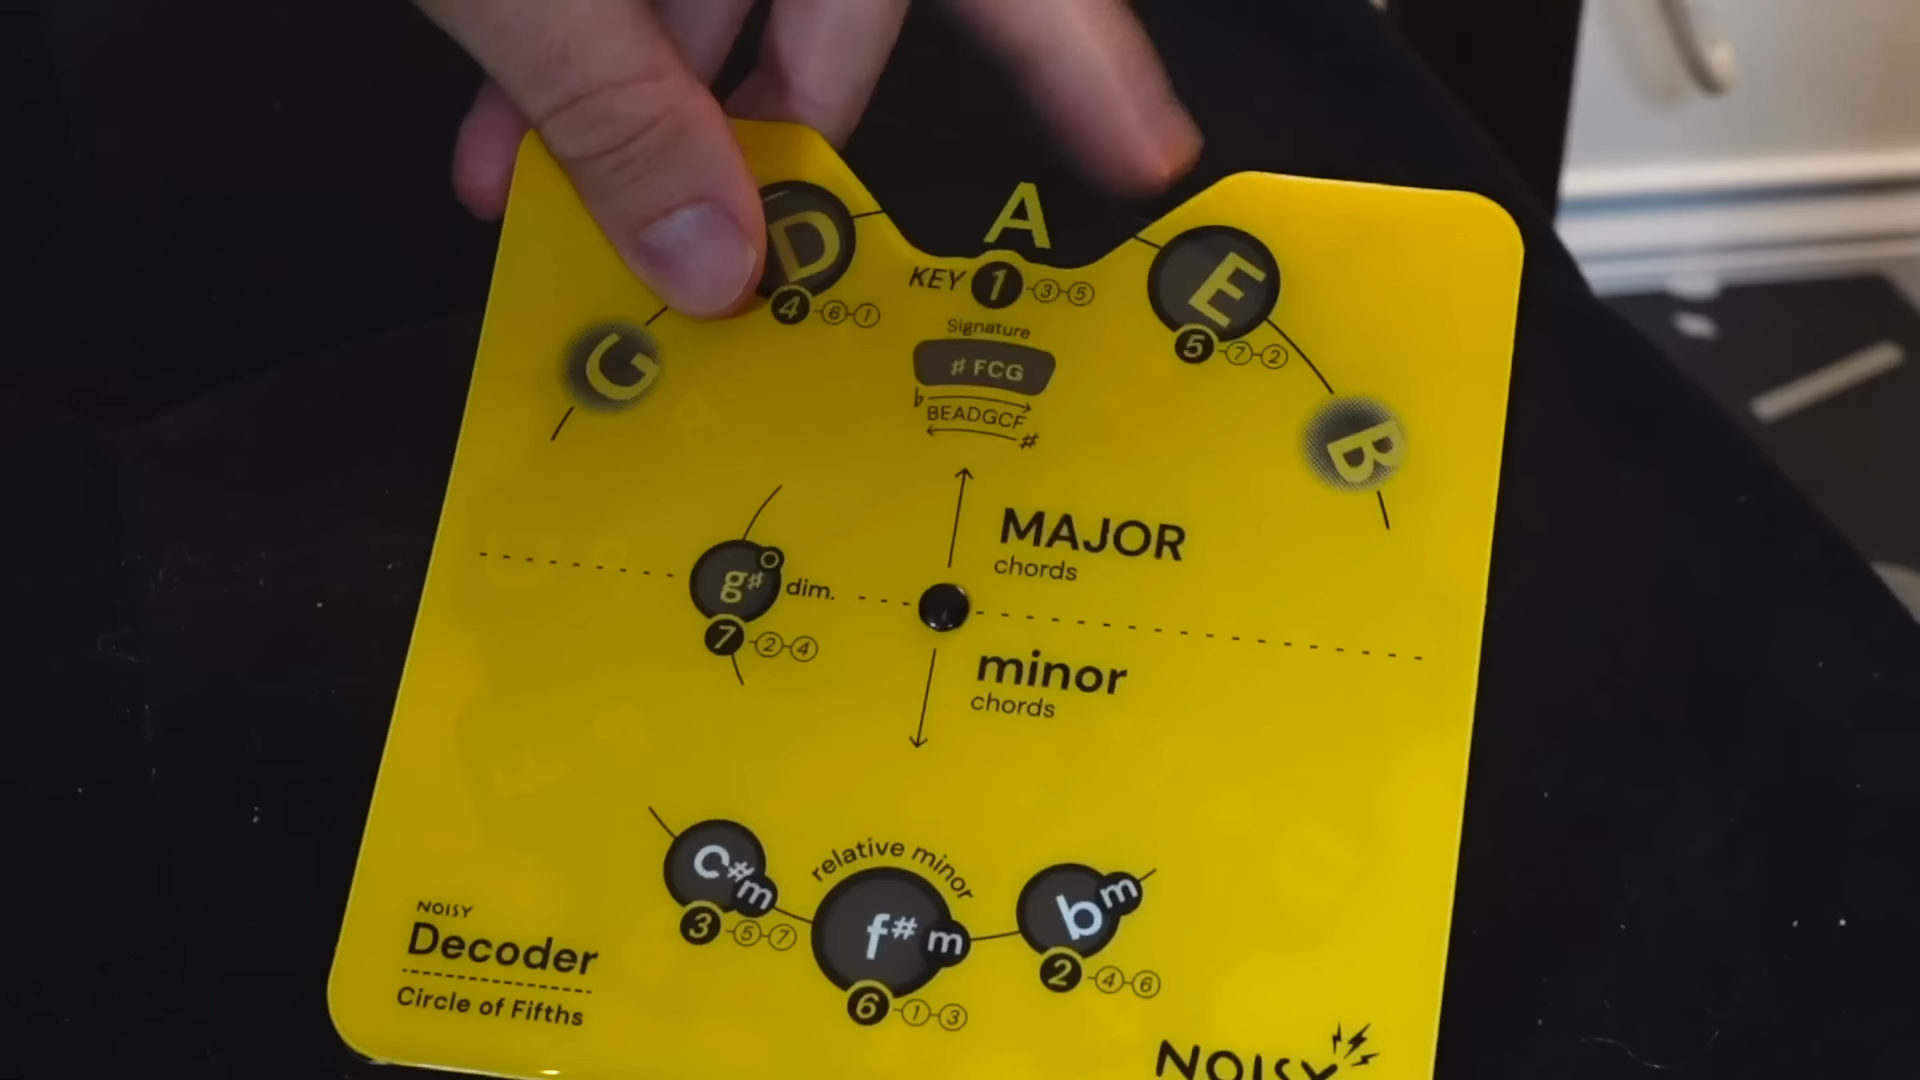 A
D
E
KEY 1 -3-5
4 -6-1
5 -7-2
Signature
G
♯ FCG
♭
BEADGCF
♯
B
MAJOR
chords
g♯ o dim.
7 -2-4
minor
chords
relative minor
c♯m
f♯m
bm
3 -5-7
2 -4-6
6 -1-3
NOISY
Decoder
Circle of Fifths
NOISY